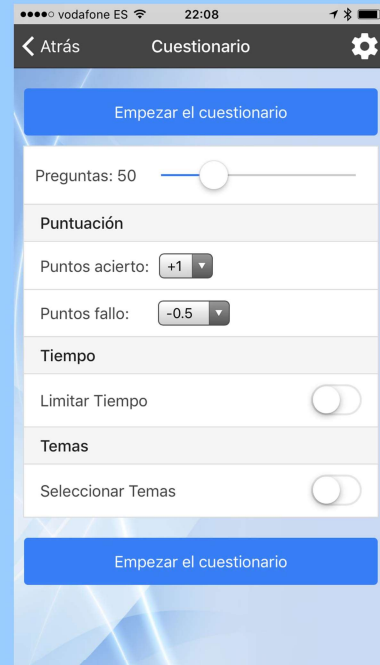 vodafone ES 22:08
Atrás Cuestionario
Empezar el cuestionario
Preguntas: 50
Puntuación
Puntos acierto: +1
Puntos fallo: -0.5
Tiempo
Limitar Tiempo
Temas
Seleccionar Temas
Empezar el cuestionario